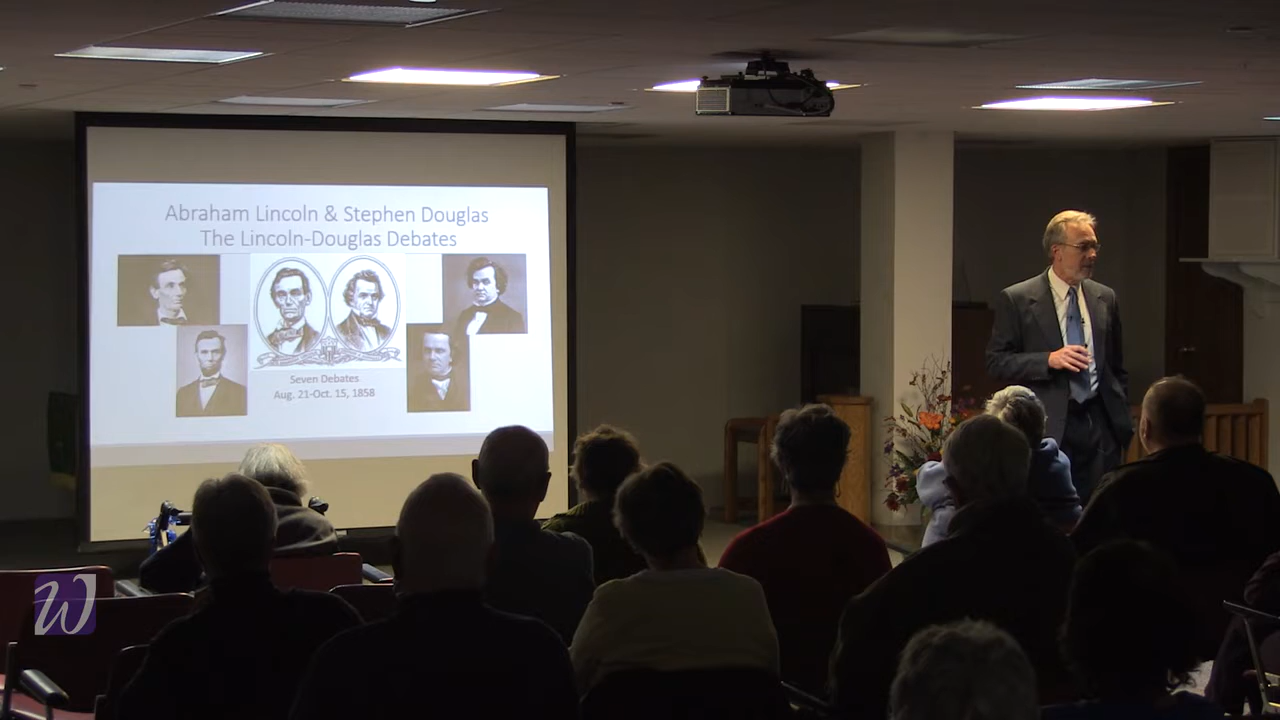 Abraham Lincoln & Stephen Douglas
The Lincoln-Douglas Debates
Seven Debates
Aug. 21-Oct. 15, 1858
W